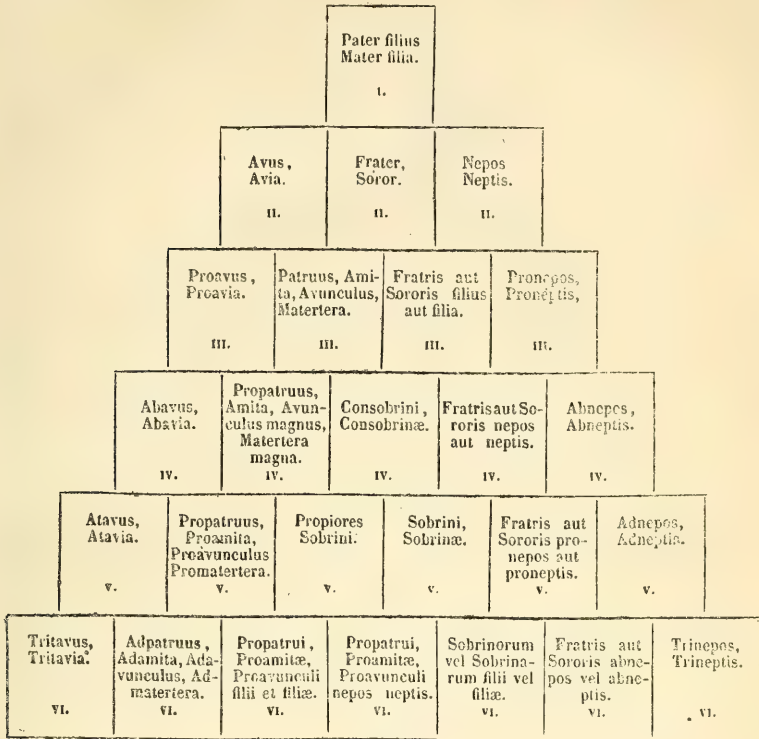 Pater filius
Mater filia.
I.
Avus,
Avia.
II.
Frater,
Soror.
II.
Nepos
Neptis.
II.
Proavus,
Proavia.
III.
Patruus, Ami-
ta, Avunculus,
Matertera.
III.
Fratris aut
Sororis filius
aut filia.
III.
Pronepos,
Proneptis,
III.
Abavus,
Abavia.
IV.
Propatruus,
Amita, Avun-
culus magnus,
Matertera
magna.
IV.
Consobrini,
Consobrinæ.
IV.
Fratris aut So-
roris nepos
aut neptis.
IV.
Abnepos,
Abneptis.
IV.
Atavus,
Atavia.
V.
Propatruus,
Proamita,
Proavunculus
Promatertera.
V.
Propiores
Sobrini.
V.
Sobrini,
Sobrinæ.
V.
Fratris aut
Sororis pro-
nepos aut
proneptis.
V.
Adnepos,
Adneptia.
V.
Tritavus,
Tritavia.
VI.
Adpatruus,
Adamita, Ada-
vunculus, Ad-
matertera.
VI.
Propatrui,
Proamitæ,
Proavunculi
filii et filiæ.
VI.
Propatrui,
Proamitæ,
Proavunculi
nepos neptis.
VI.
Sobrinorum
vel Sobrina-
rum filii vel
filiæ.
VI.
Fratris aut
Sororis abne-
pos vel abne-
ptis.
VI.
Trinepos,
Trineptis.
VI.